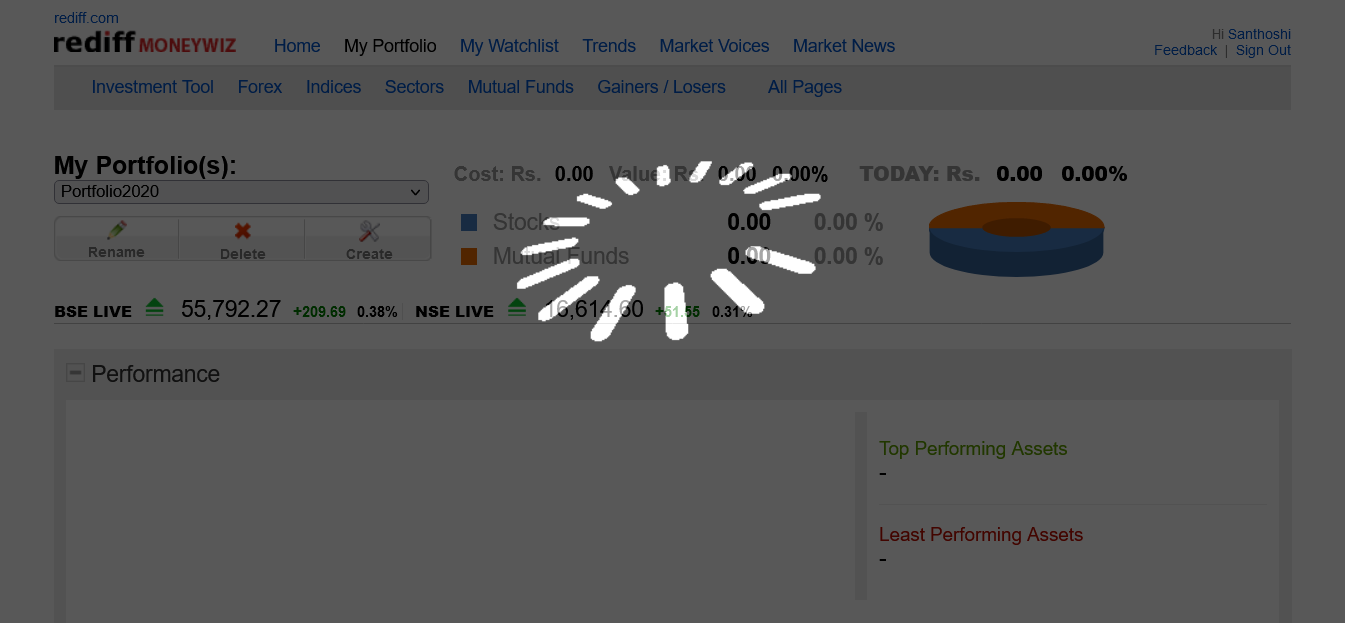 rediff.com
rediff MONEYWIZ
Home My Portfolio My Watchlist Trends Market Voices Market News
Hi Santhoshi
Feedback | Sign Out
Investment Tool Forex Indices Sectors Mutual Funds Gainers / Losers All Pages
My Portfolio(s):
Portfolio2020
Rename Delete Create
Cost: Rs. 0.00 Value: Rs 0.00 0.00% TODAY: Rs. 0.00 0.00%
Stocks 0.00 0.00 %
Mutual Funds 0.00 0.00 %
BSE LIVE 55,792.27 +209.69 0.38% NSE LIVE 16,614.60 +51.55 0.31%
Performance
Top Performing Assets
-
Least Performing Assets
-